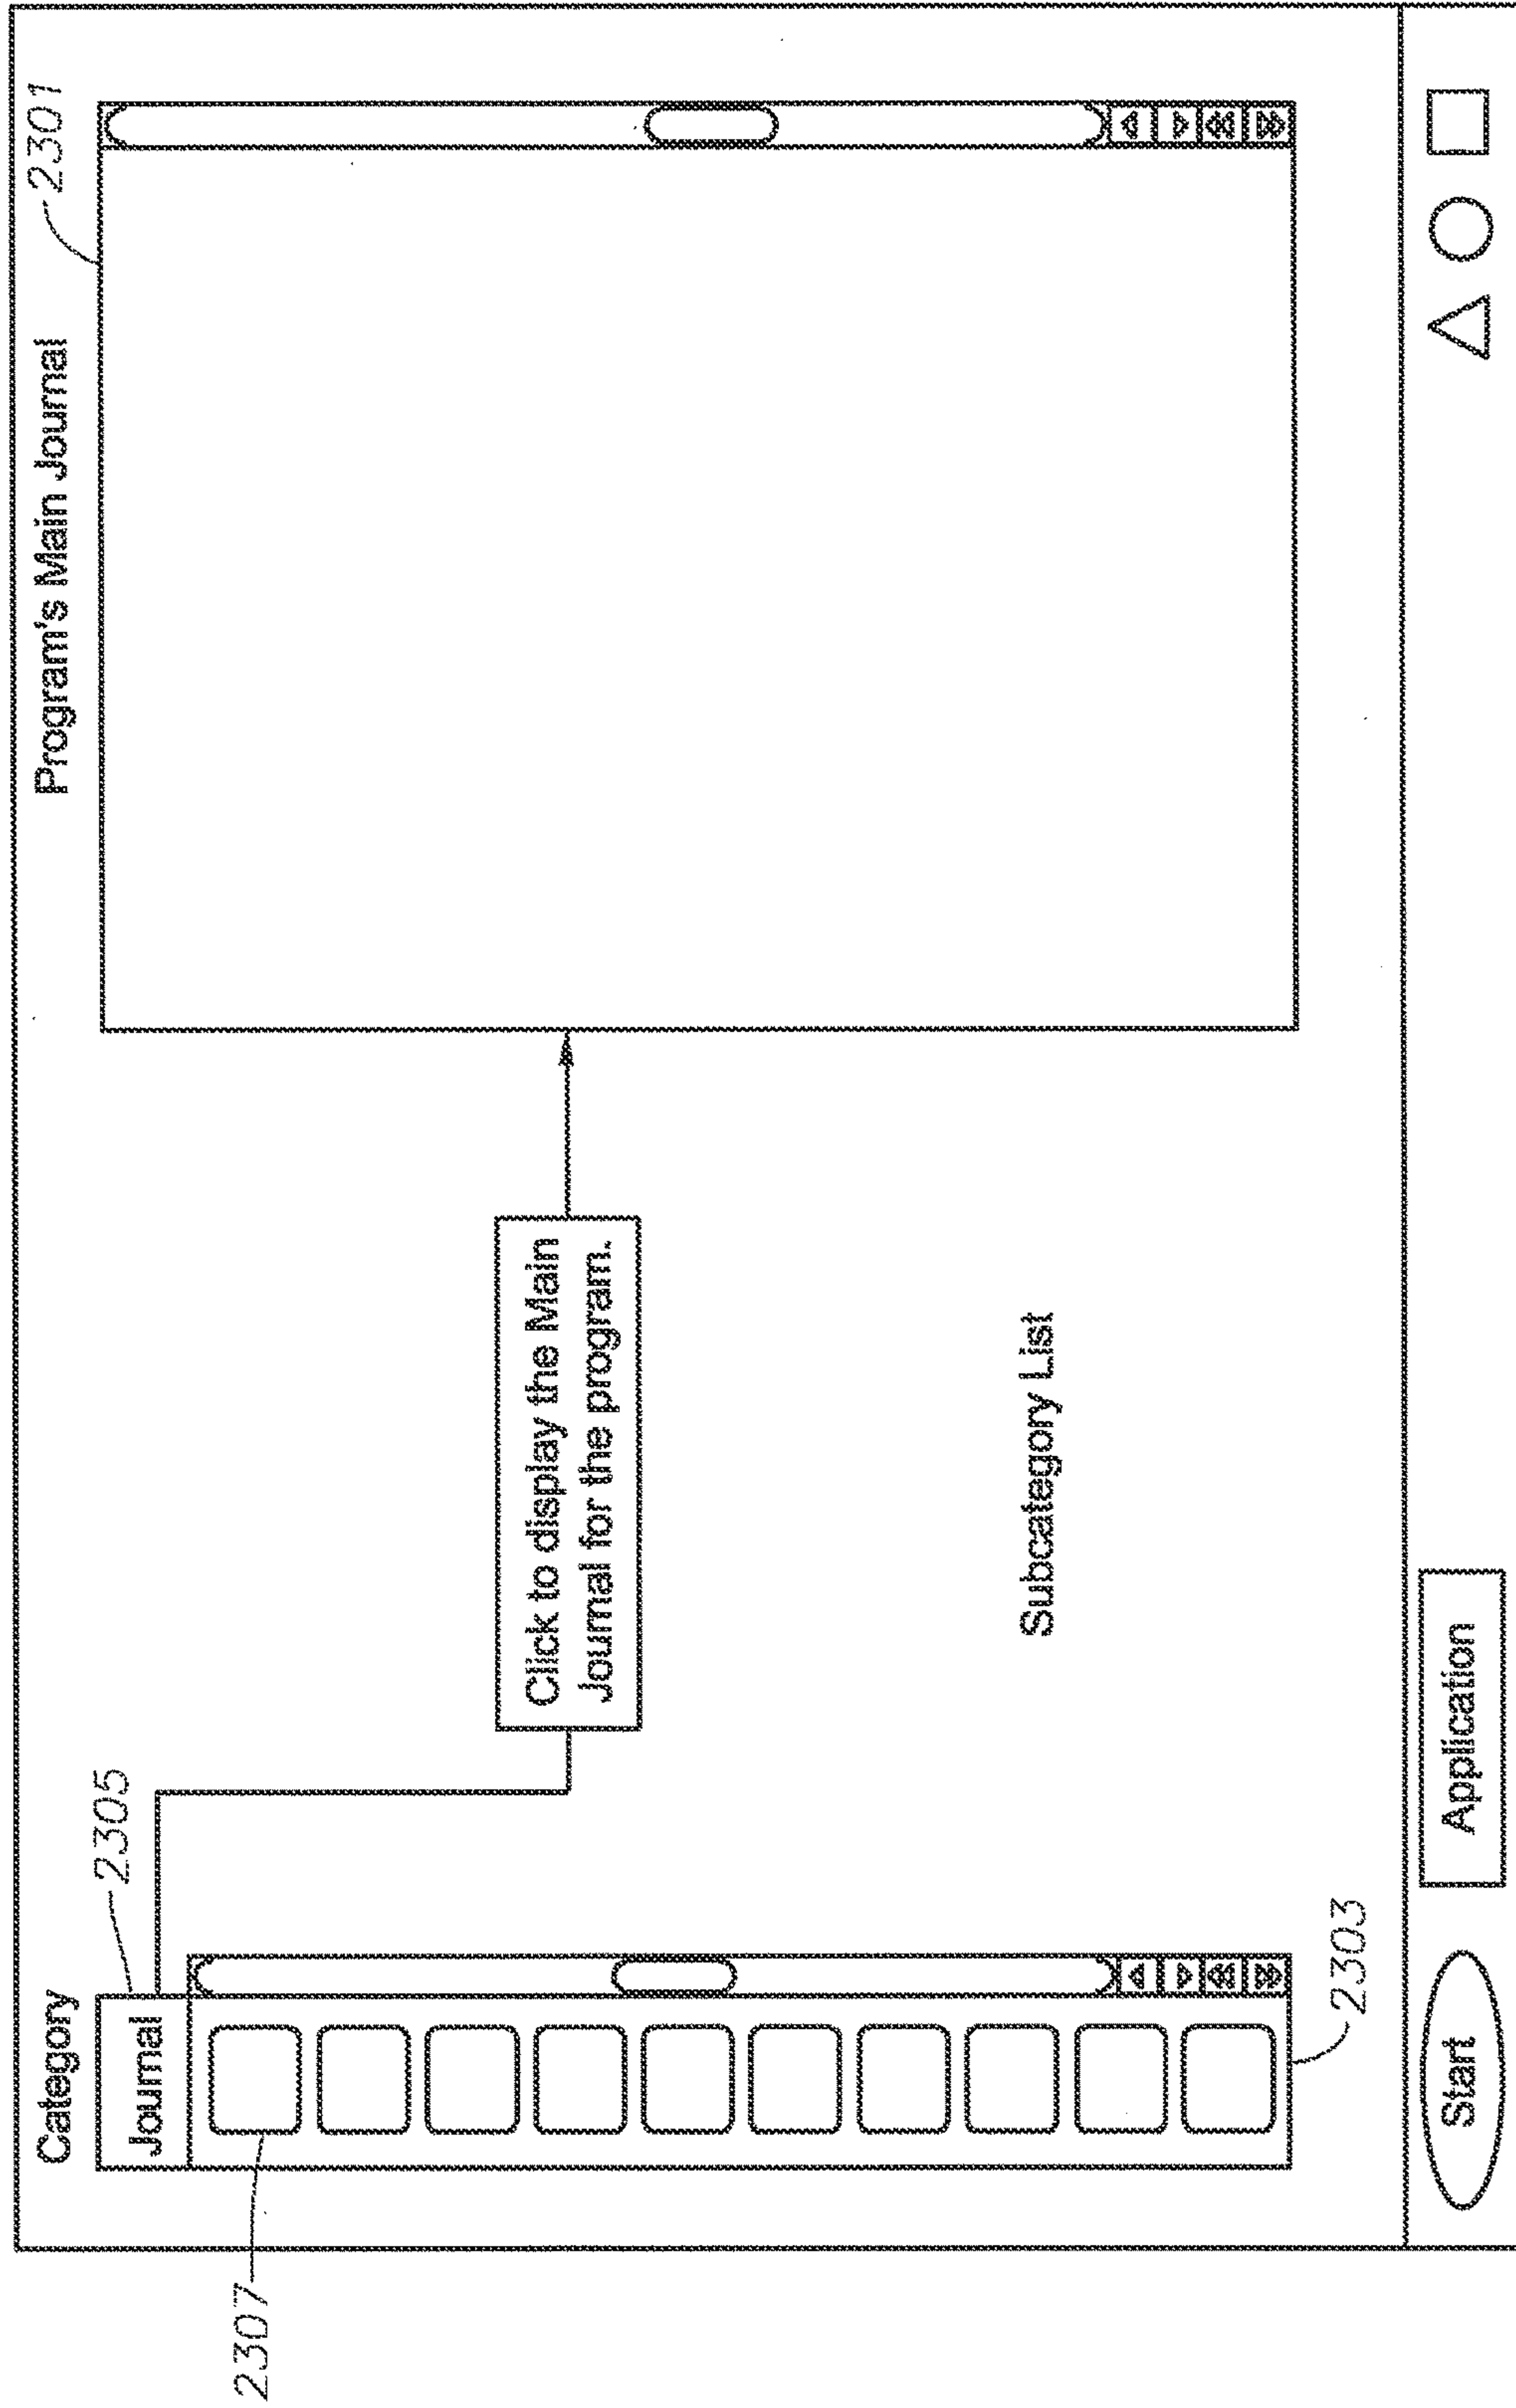 Category
Program's Main Journal
2301
2305
Journal
2307
Click to display the Main
Journal for the program.
Subcategory List
2303
Start
Application